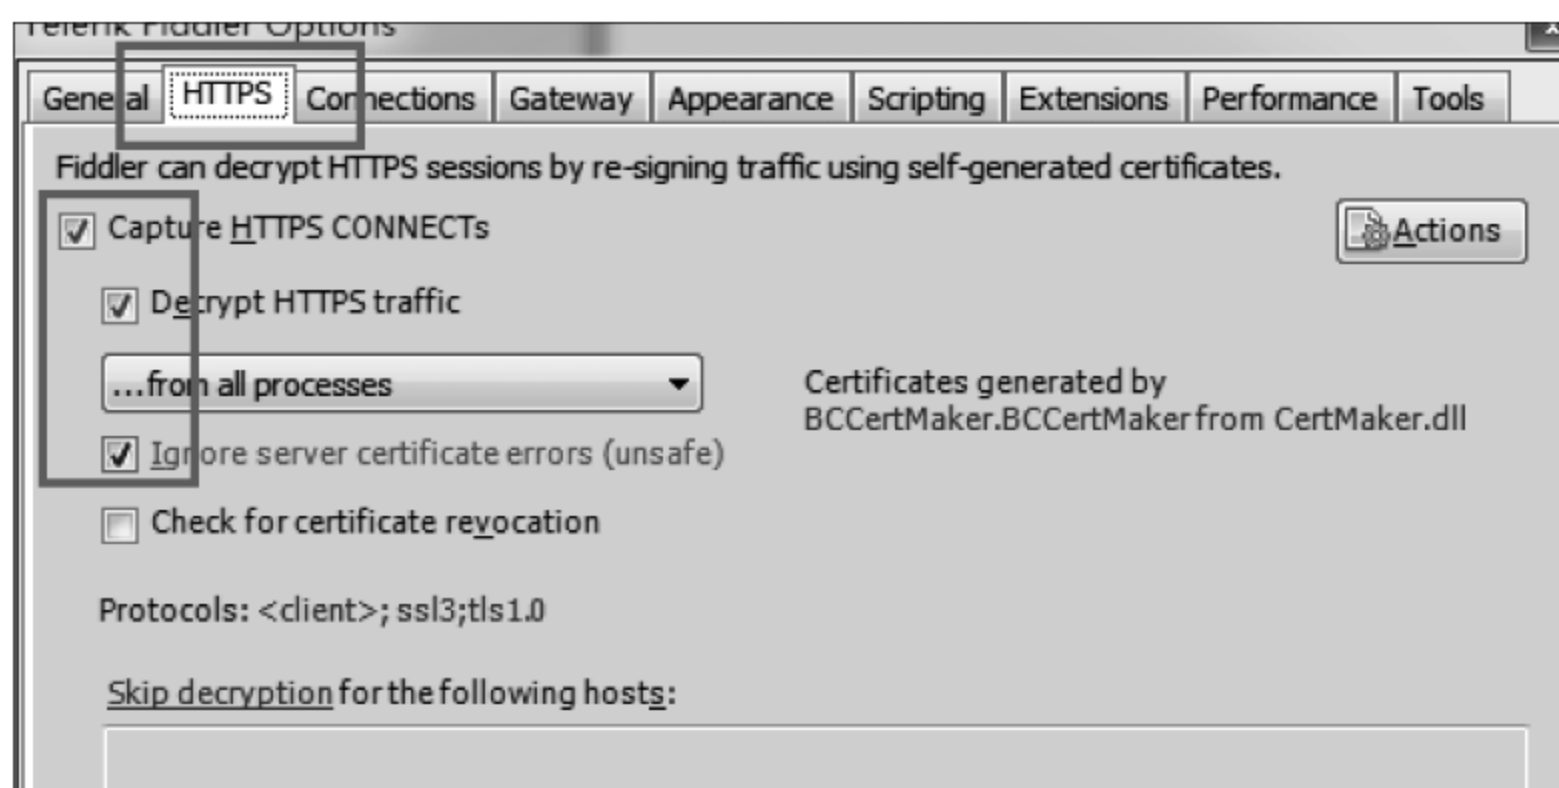 Telerik Fiddler Options
General HTTPS Connections Gateway Appearance Scripting Extensions Performance Tools
Fiddler can decrypt HTTPS sessions by re-signing traffic using self-generated certificates.
Capture HTTPS CONNECTs
Actions
Decrypt HTTPS traffic
...from all processes
Certificates generated by
BCCertMaker.BCCertMaker from CertMaker.dll
Ignore server certificate errors (unsafe)
Check for certificate revocation
Protocols: <client>; ssl3;tls1.0
Skip decryption for the following hosts: